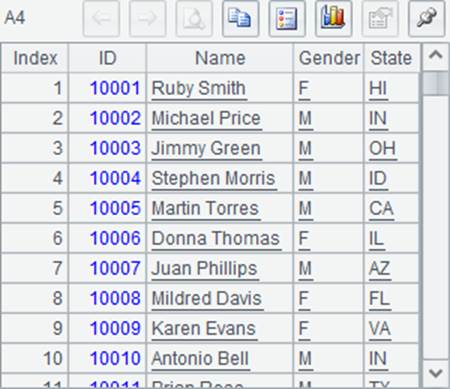 A4
Index ID Name Gender State
1 10001 Ruby Smith F HI
2 10002 Michael Price M IN
3 10003 Jimmy Green M OH
4 10004 Stephen Morris M ID
5 10005 Martin Torres M CA
6 10006 Donna Thomas F IL
7 10007 Juan Phillips M AZ
8 10008 Mildred Davis F FL
9 10009 Karen Evans F VA
10 10010 Antonio Bell M IN
11 10011 Brian M TX